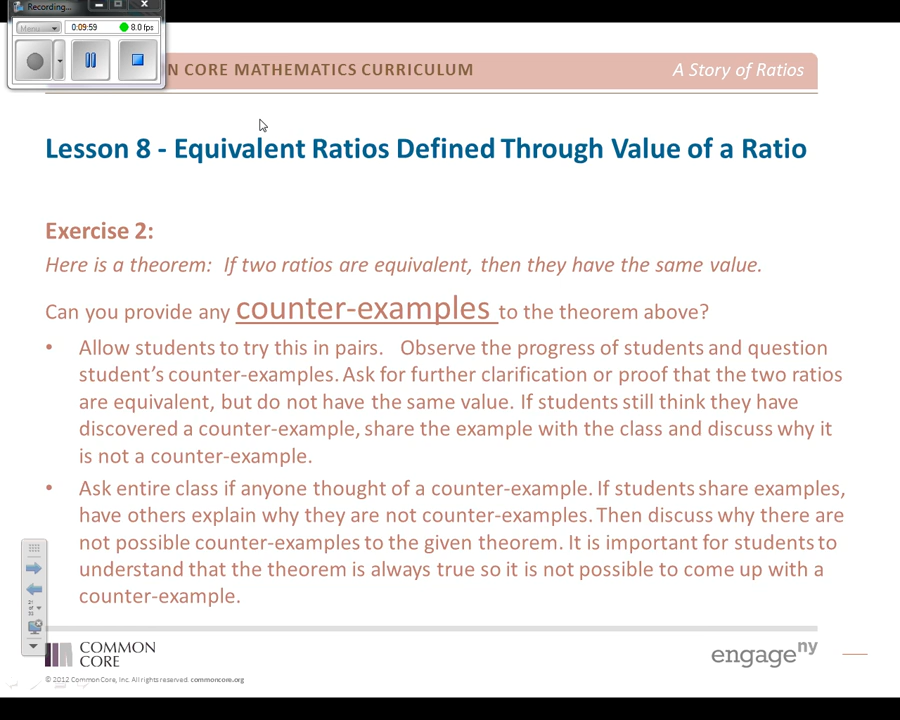 Recording...
Menu
0:09:59
8.0 fps
N CORE MATHEMATICS CURRICULUM
A Story of Ratios
Lesson 8 - Equivalent Ratios Defined Through Value of a Ratio
Exercise 2:
Here is a theorem: If two ratios are equivalent, then they have the same value.
Can you provide any counter-examples to the theorem above?
• Allow students to try this in pairs. Observe the progress of students and question
student's counter-examples. Ask for further clarification or proof that the two ratios
are equivalent, but do not have the same value. If students still think they have
discovered a counter-example, share the example with the class and discuss why it
is not a counter-example.
• Ask entire class if anyone thought of a counter-example. If students share examples,
have others explain why they are not counter-examples. Then discuss why there are
not possible counter-examples to the given theorem. It is important for students to
understand that the theorem is always true so it is not possible to come up with a
counter-example.
COMMON
CORE
engage ny
© 2012 Common Core, Inc. All rights reserved. commoncore.org